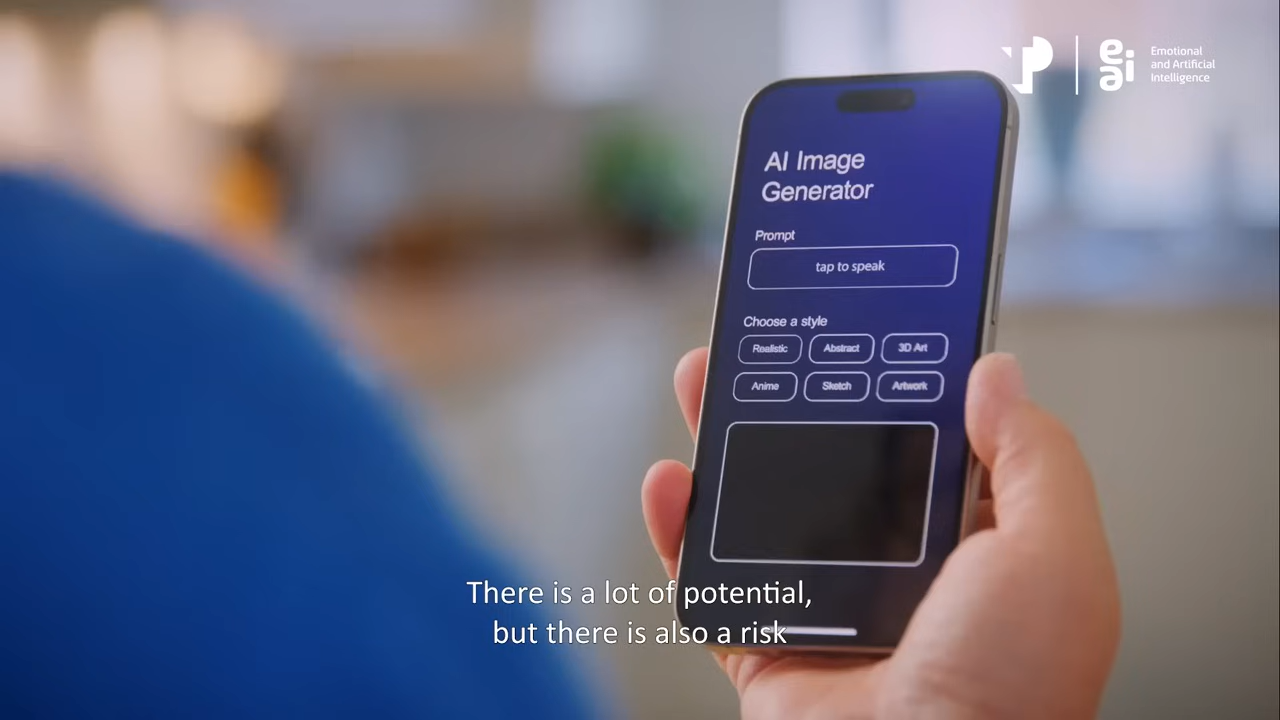 Emotional
and Artificial
Intelligence
eai
AI Image
Generator
Prompt
tap to speak
Choose a style
Realistic
Abstract
3D Art
Anime
Sketch
Artwork
There is a lot of potential,
but there is also a risk